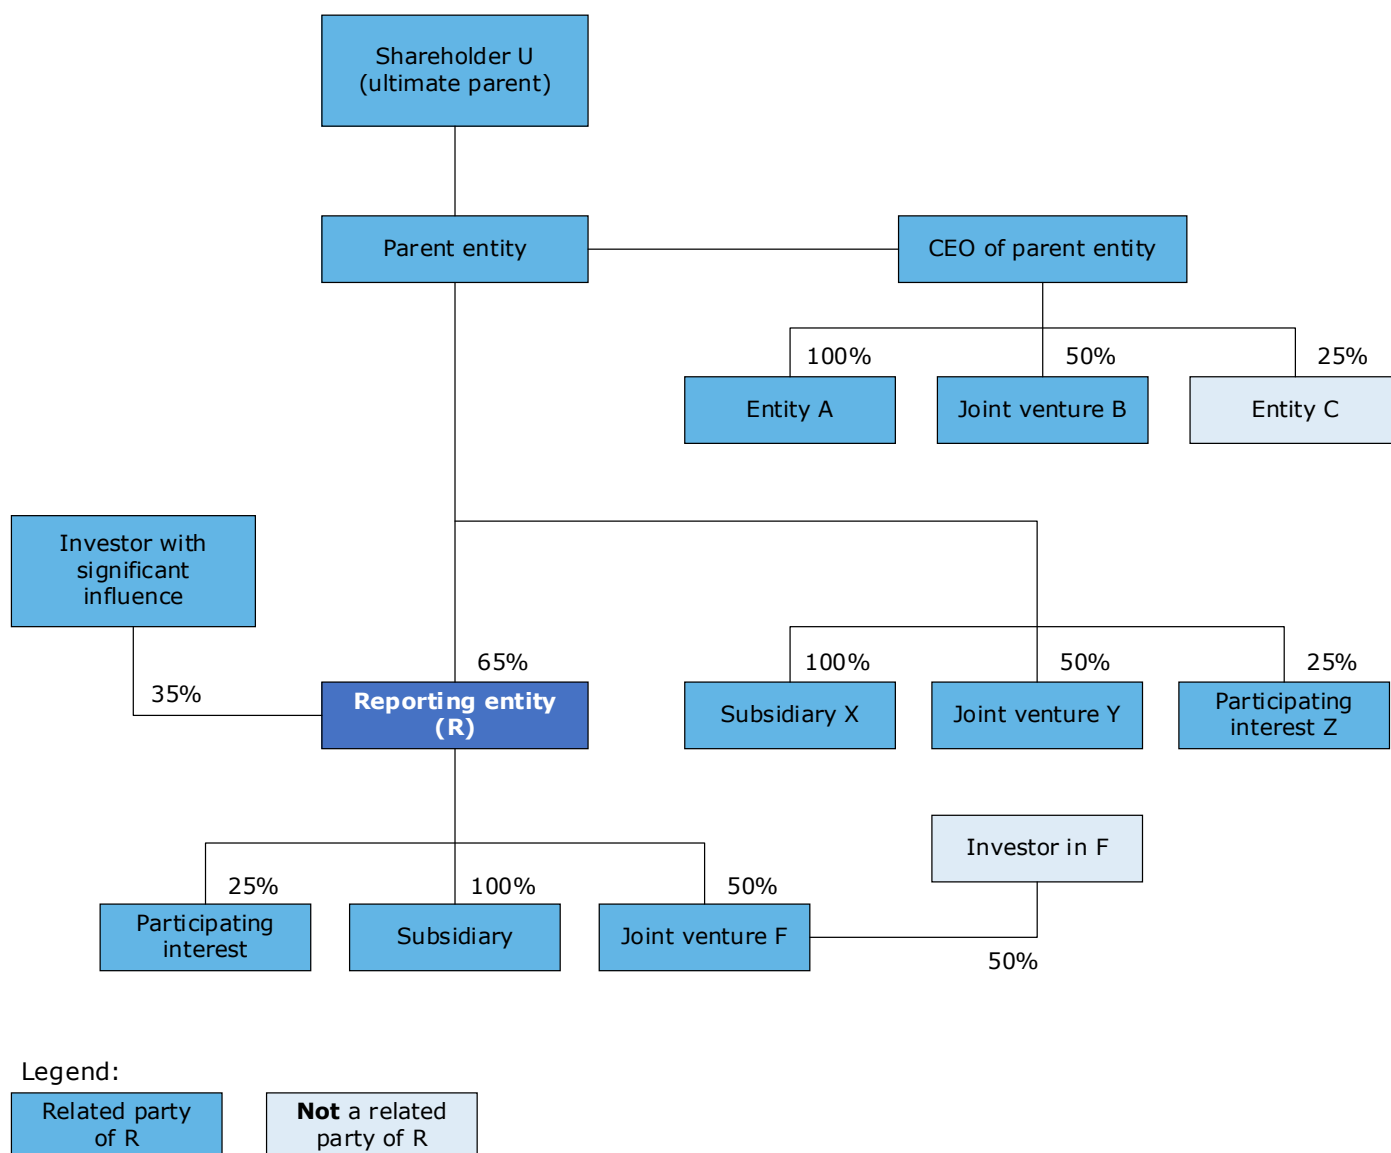 Shareholder U
(ultimate parent)
Parent entity
CEO of parent entity
100%
50%
25%
Entity A
Joint venture B
Entity C
Investor with
significant
influence
35%
65%
Reporting entity
(R)
100%
50%
25%
Subsidiary X
Joint venture Y
Participating
interest Z
Investor in F
25%
100%
50%
Participating
interest
Subsidiary
Joint venture F
50%
Legend:
Related party
of R
Not a related
party of R